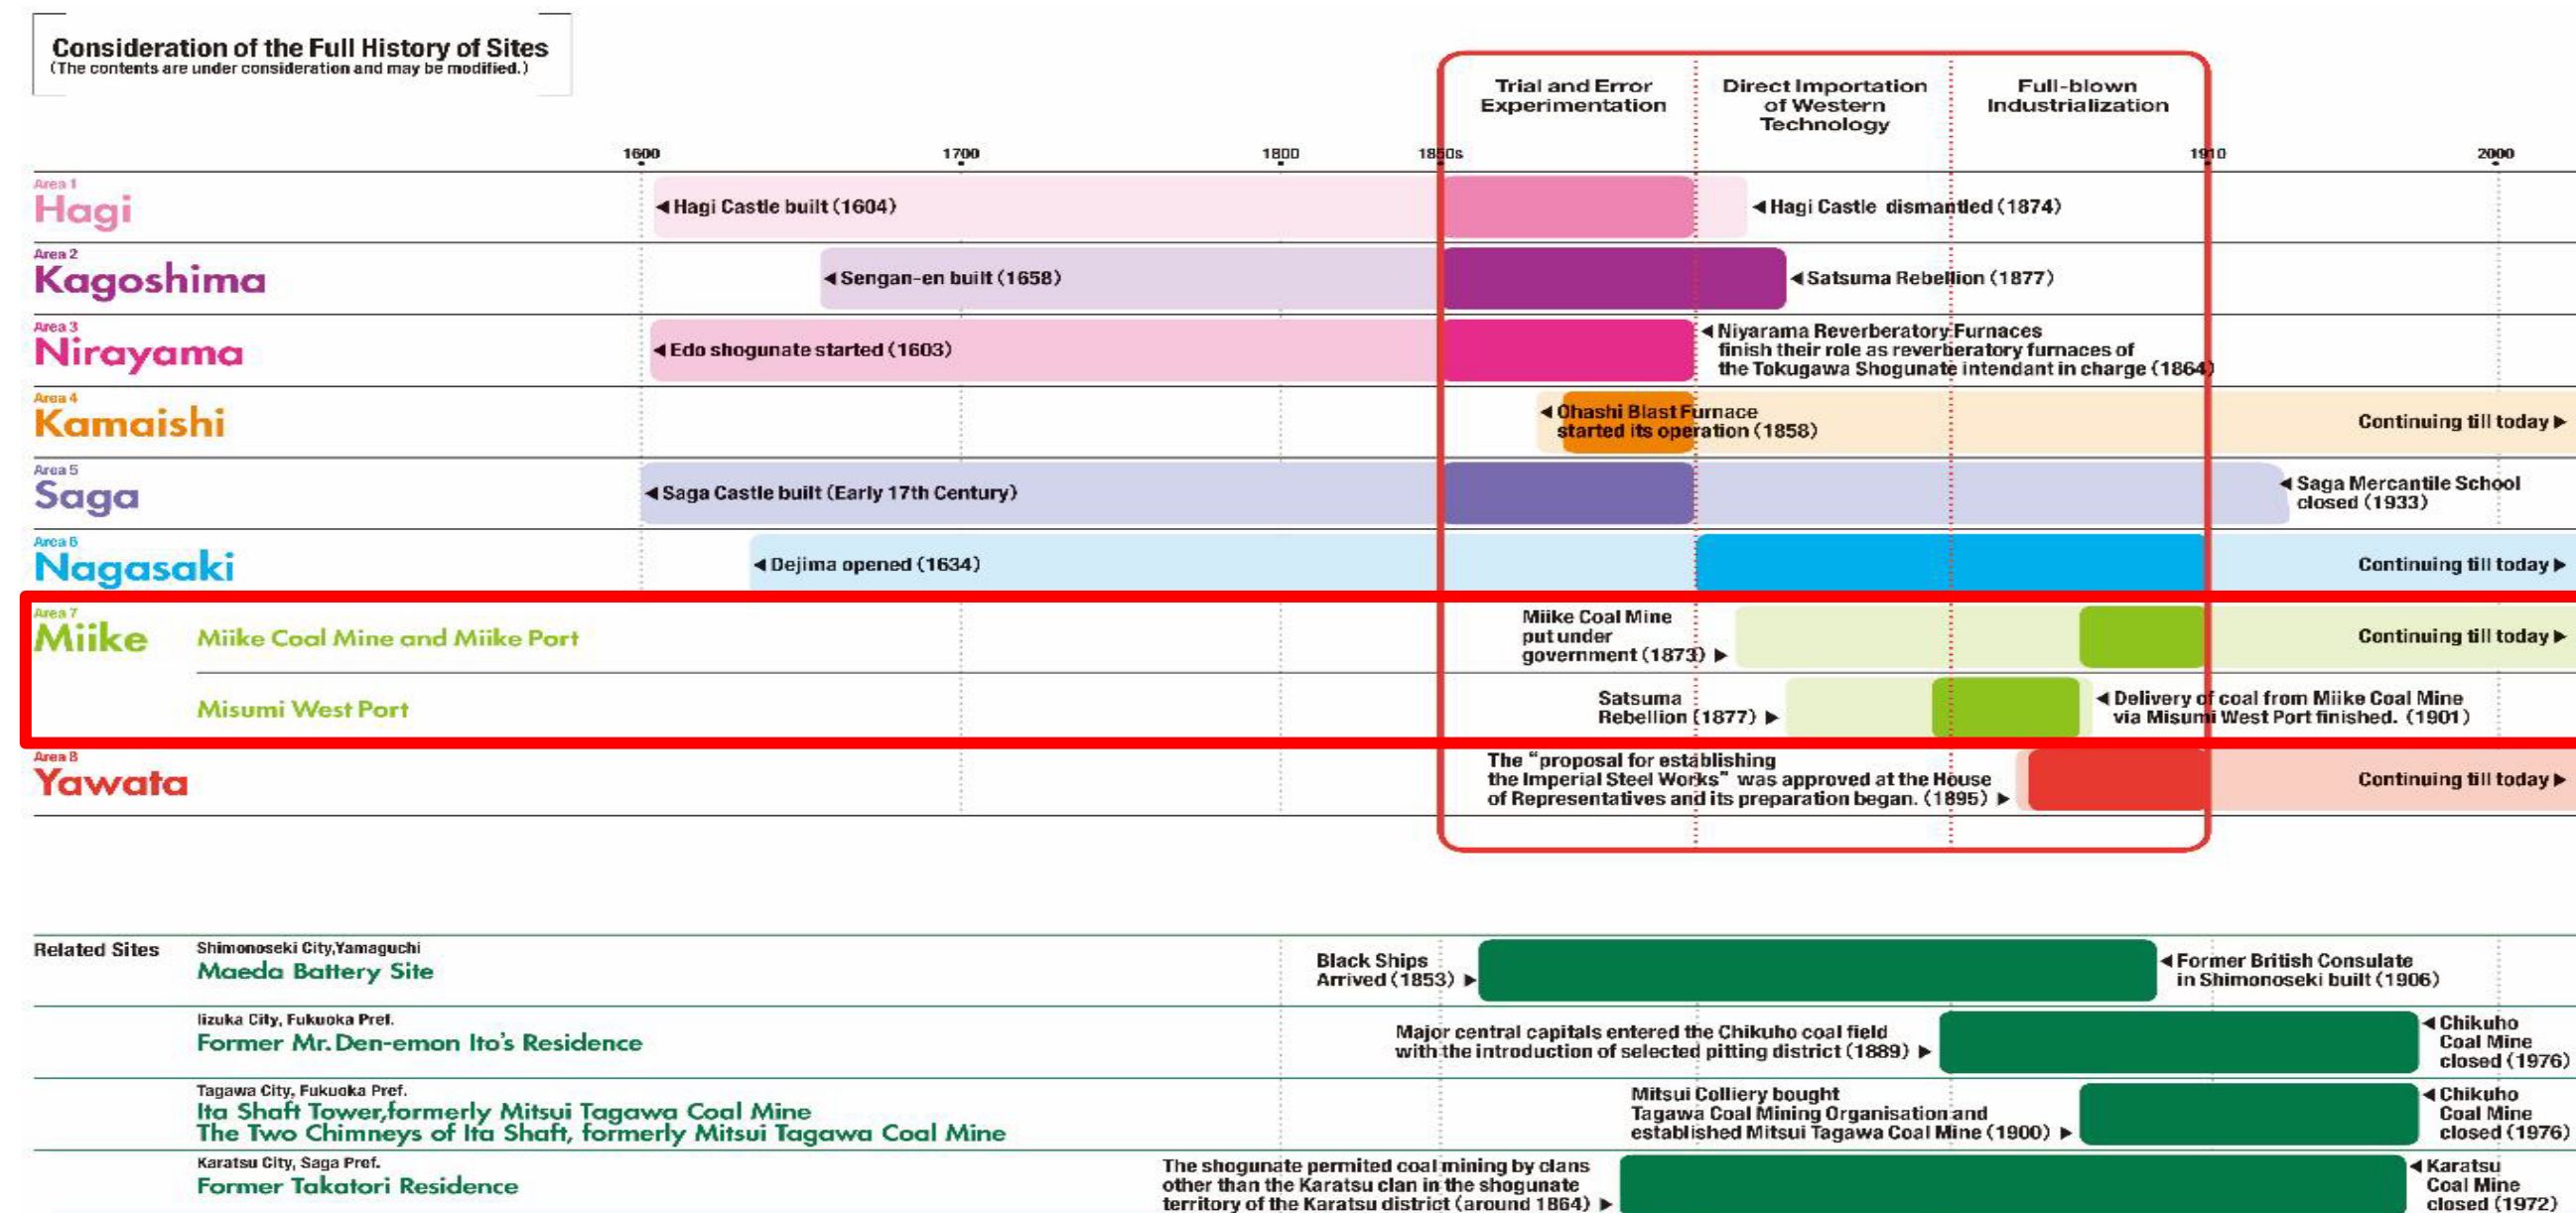 Consideration of the Full History of Sites
(The contents are under consideration and may be modified.)
Trial and Error
Experimentation
Direct Importation
of Western
Technology
Full-blown
Industrialization
1600
1700
1800
1850s
1910
2000
Area 1
Hagi
◀Hagi Castle built (1604)
◀Hagi Castle dismantled (1874)
Area 2
Kagoshima
◀Sengan-en built (1658)
◀Satsuma Rebellion (1877)
Area 3
Nirayama
◀Edo shogunate started (1603)
◀Niyarama Reverberatory Furnaces
finish their role as reverberatory furnaces of
the Tokugawa Shogunate intendant in charge (1864)
Area 4
Kamaishi
◀Ohashi Blast Furnace
started its operation (1858)
Continuing till today▶
Area 5
Saga
◀Saga Castle built (Early 17th Century)
◀Saga Mercantile School
closed (1933)
Area 6
Nagasaki
◀Dejima opened (1634)
Continuing till today▶
Area 7
Miike
Miike Coal Mine and Miike Port
Miike Coal Mine
put under
government (1873) ▶
Continuing till today▶
Misumi West Port
Satsuma
Rebellion (1877) ▶
◀Delivery of coal from Miike Coal Mine
via Misumi West Port finished. (1901)
Area 8
Yawata
The “proposal for establishing
the Imperial Steel Works” was approved at the House
of Representatives and its preparation began. (1895) ▶
Continuing till today▶
Related Sites
Shimonoseki City,Yamaguchi
Maeda Battery Site
Black Ships
Arrived (1853) ▶
◀Former British Consulate
in Shimonoseki built (1906)
Iizuka City, Fukuoka Pref.
Former Mr.Den-emon Ito's Residence
Major central capitals entered the Chikuho coal field
with the introduction of selected pitting district (1889) ▶
◀Chikuho
Coal Mine
closed (1976)
Tagawa City, Fukuoka Pref.
Ita Shaft Tower,formerly Mitsui Tagawa Coal Mine
The Two Chimneys of Ita Shaft, formerly Mitsui Tagawa Coal Mine
Mitsui Colliery bought
Tagawa Coal Mining Organisation and
established Mitsui Tagawa Coal Mine (1900) ▶
◀Chikuho
Coal Mine
closed (1976)
Karatsu City, Saga Pref.
Former Takatori Residence
The shogunate permited coal mining by clans
other than the Karatsu clan in the shogunate
territory of the Karatsu district (around 1864) ▶
◀Karatsu
Coal Mine
closed (1972)